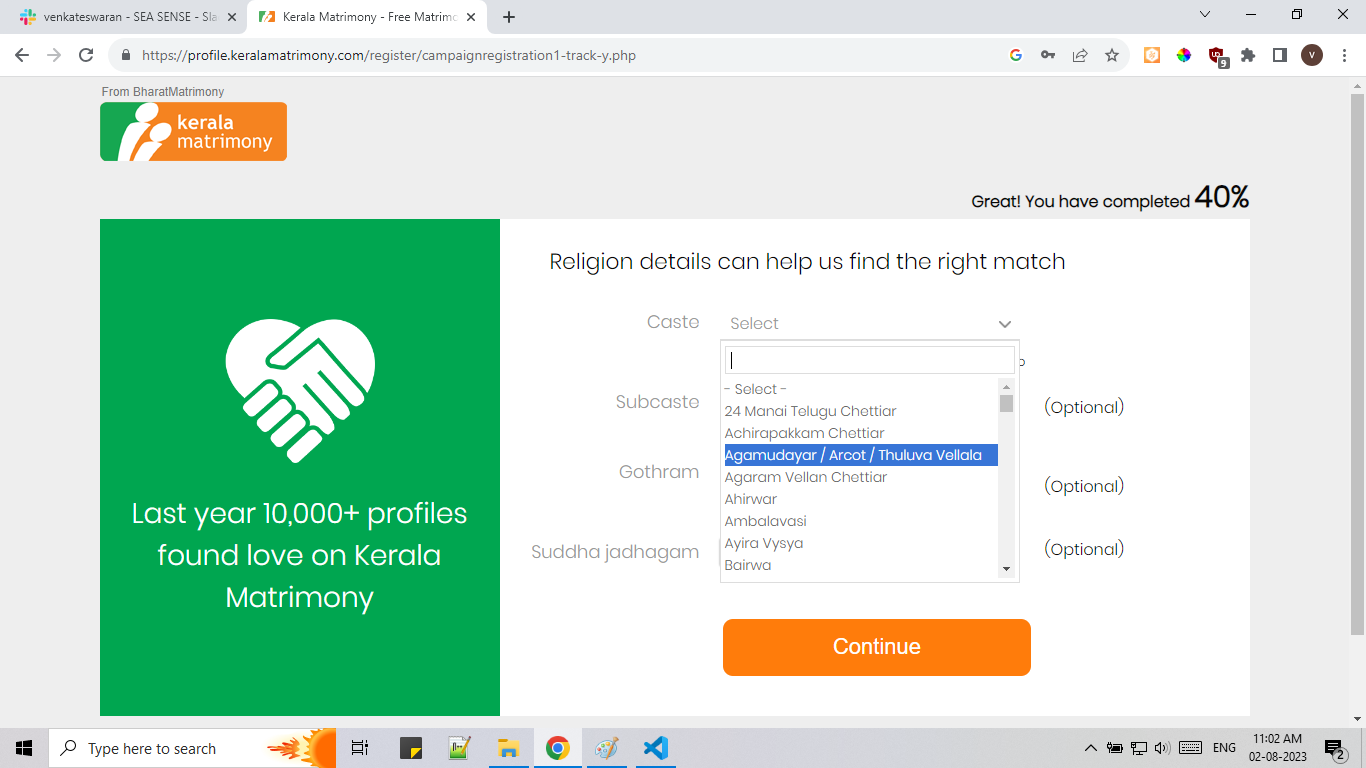 venkateswaran - SEA SENSE - Sla
Kerala Matrimony - Free Matrimo
https://profile.keralamatrimony.com/register/campaignregistration1-track-y.php
9
V
From BharatMatrimony
kerala
matrimony
Great! You have completed 40%
Religion details can help us find the right match
Caste
Select
- Select -
24 Manai Telugu Chettiar
Achirapakkam Chettiar
Agamudayar / Arcot / Thuluva Vellala
Agaram Vellan Chettiar
Ahirwar
Ambalavasi
Ayira Vysya
Bairwa
Subcaste
(Optional)
Gothram
(Optional)
Suddha jadhagam
(Optional)
Continue
Last year 10,000+ profiles
found love on Kerala
Matrimony
Type here to search
ENG
11:02 AM
02-08-2023
2